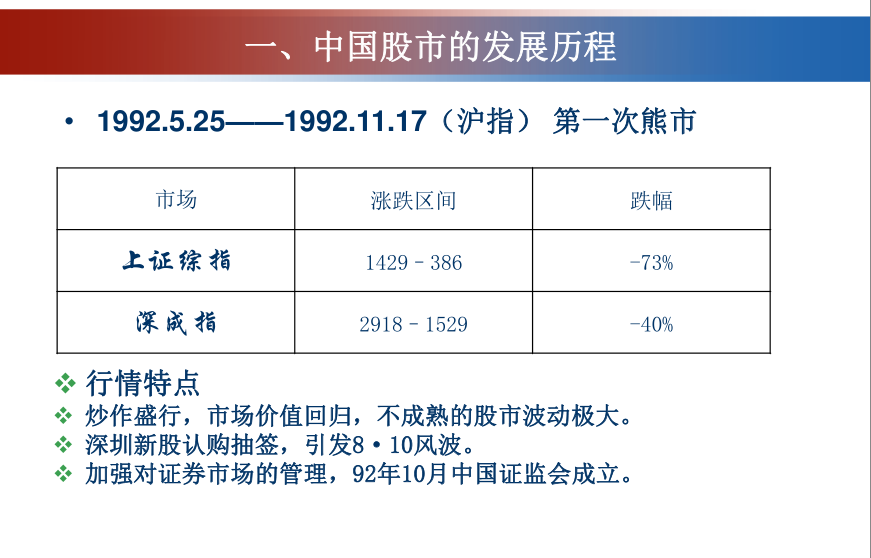 一、中国股市的发展历程
• 1992.5.25——1992.11.17（沪指） 第一次熊市
市场 涨跌区间 跌幅
上证综指 1429－386 -73%
深成指 2918－1529 -40%
❖ 行情特点
❖ 炒作盛行，市场价值回归，不成熟的股市波动极大。
❖ 深圳新股认购抽签，引发8·10风波。
❖ 加强对证券市场的管理，92年10月中国证监会成立。